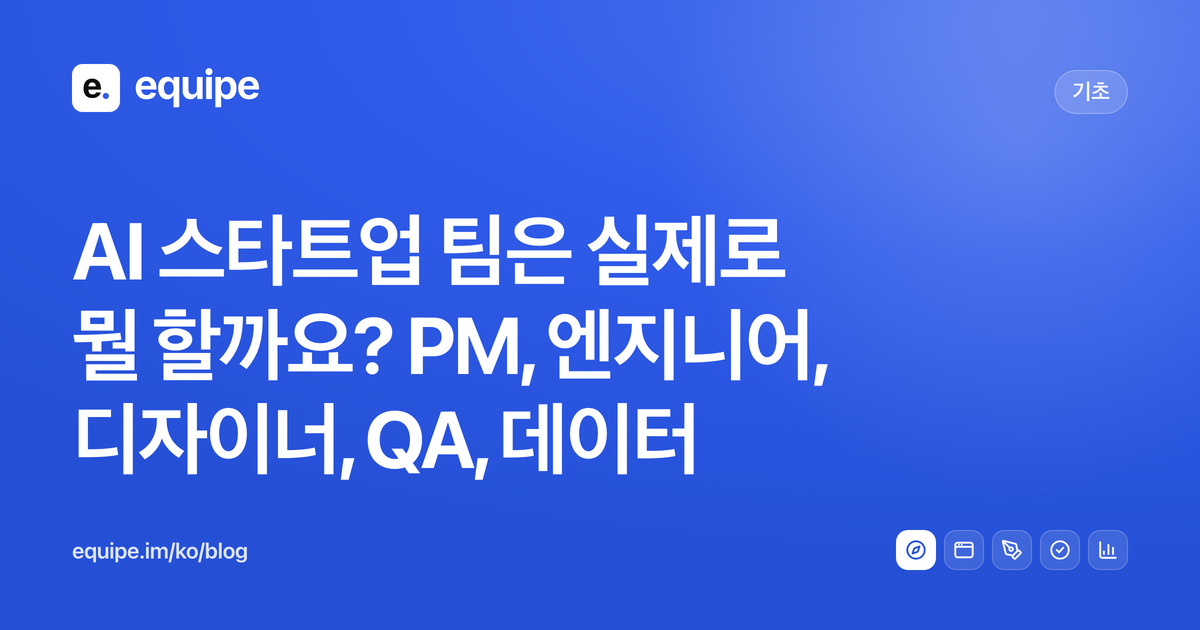 e. equipe
기초
AI 스타트업 팀은 실제로
뭘 할까요? PM, 엔지니어,
디자이너, QA, 데이터
equipe.im/ko/blog